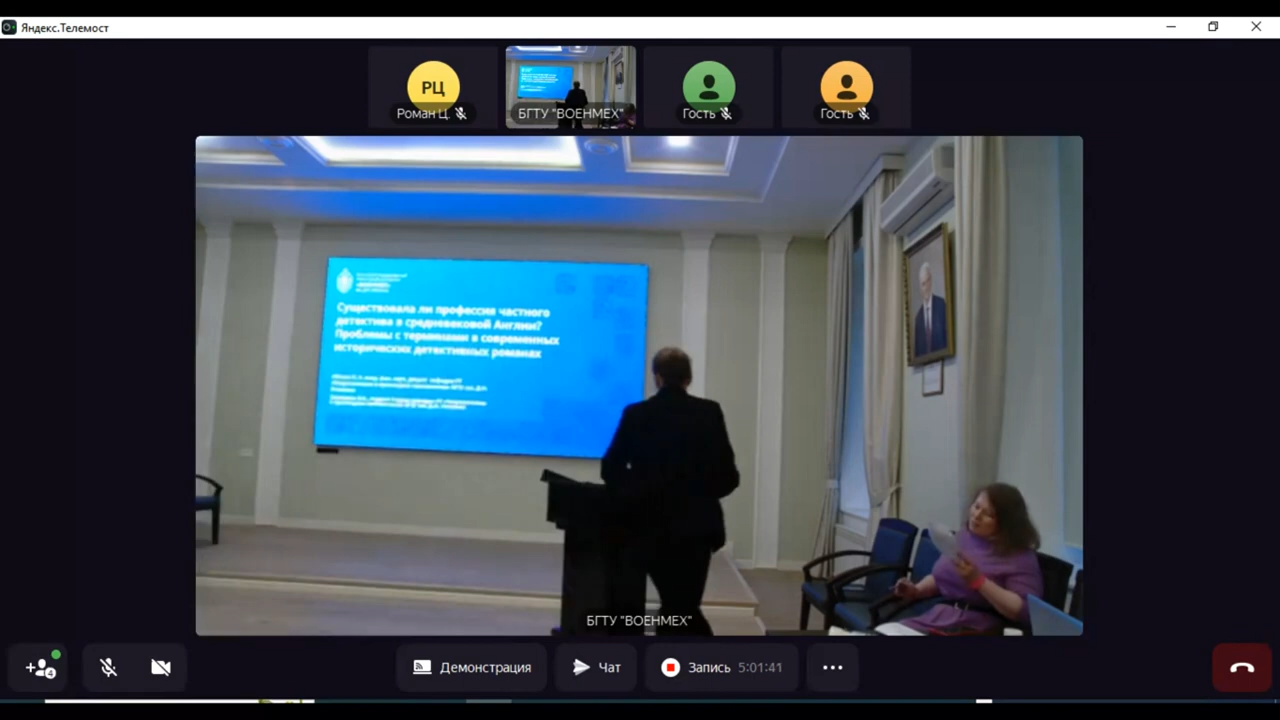 Яндекс.Телемост
РЦ
Роман Ц.
БГТУ "ВОЕНМЕХ"
Гость
Гость
Существовала ли профессия частного
детектива в средневековой Англии?
Проблемы с терминами в современных
исторических детективных романах
БГТУ "ВОЕНМЕХ"
4
Демонстрация
Чат
Запись 5:01:41